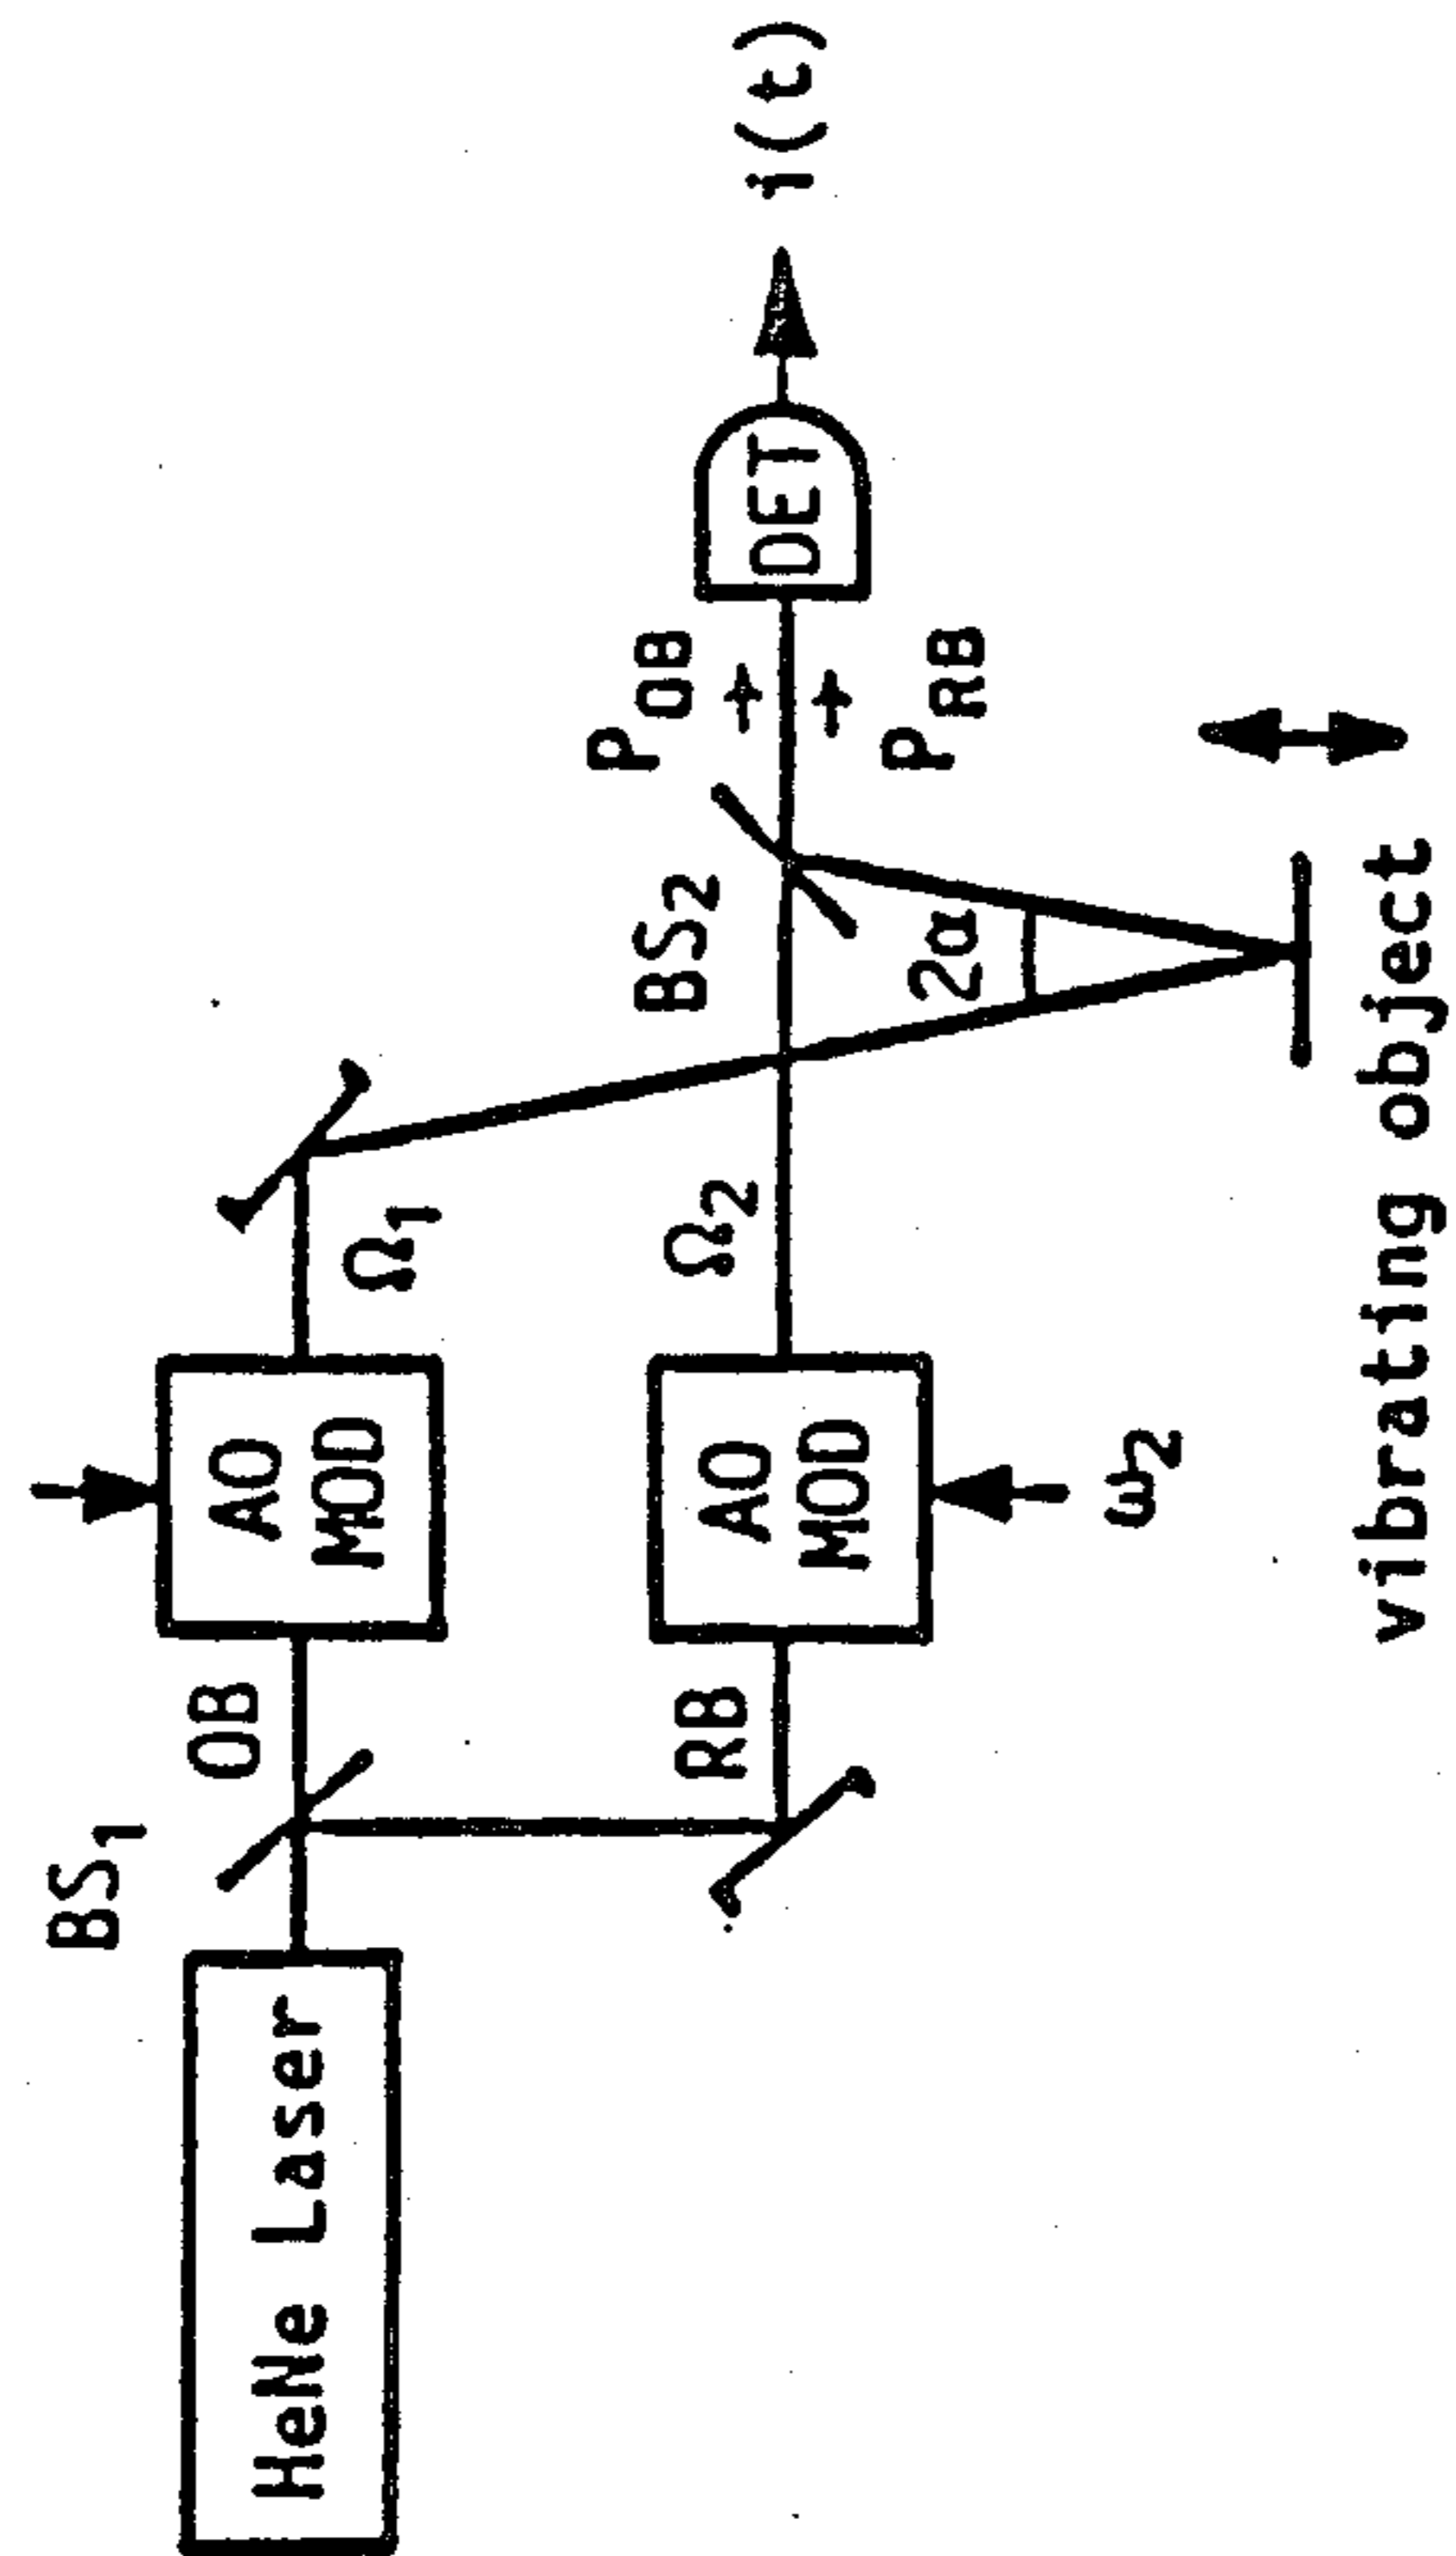 HeNe Laser
BS1
OB
RB
AO
MOD
AO
MOD
ω2
Ω1
Ω2
BS2
2α
POB
PRB
DET
i(t)
vibrating object